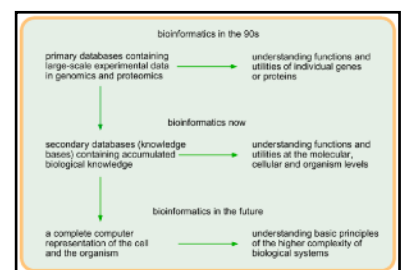 bioinformatics in the 90s
primary databases containing
large-scale experimental data
in genomics and proteomics
understanding functions and
utilities of individual genes
or proteins
bioinformatics now
secondary databases (knowledge
bases) containing accumulated
biological knowledge
understanding functions and
utilities at the molecular,
cellular and organism levels
bioinformatics in the future
a complete computer
representation of the cell
and the organism
understanding basic principles
of the higher complexity of
biological systems